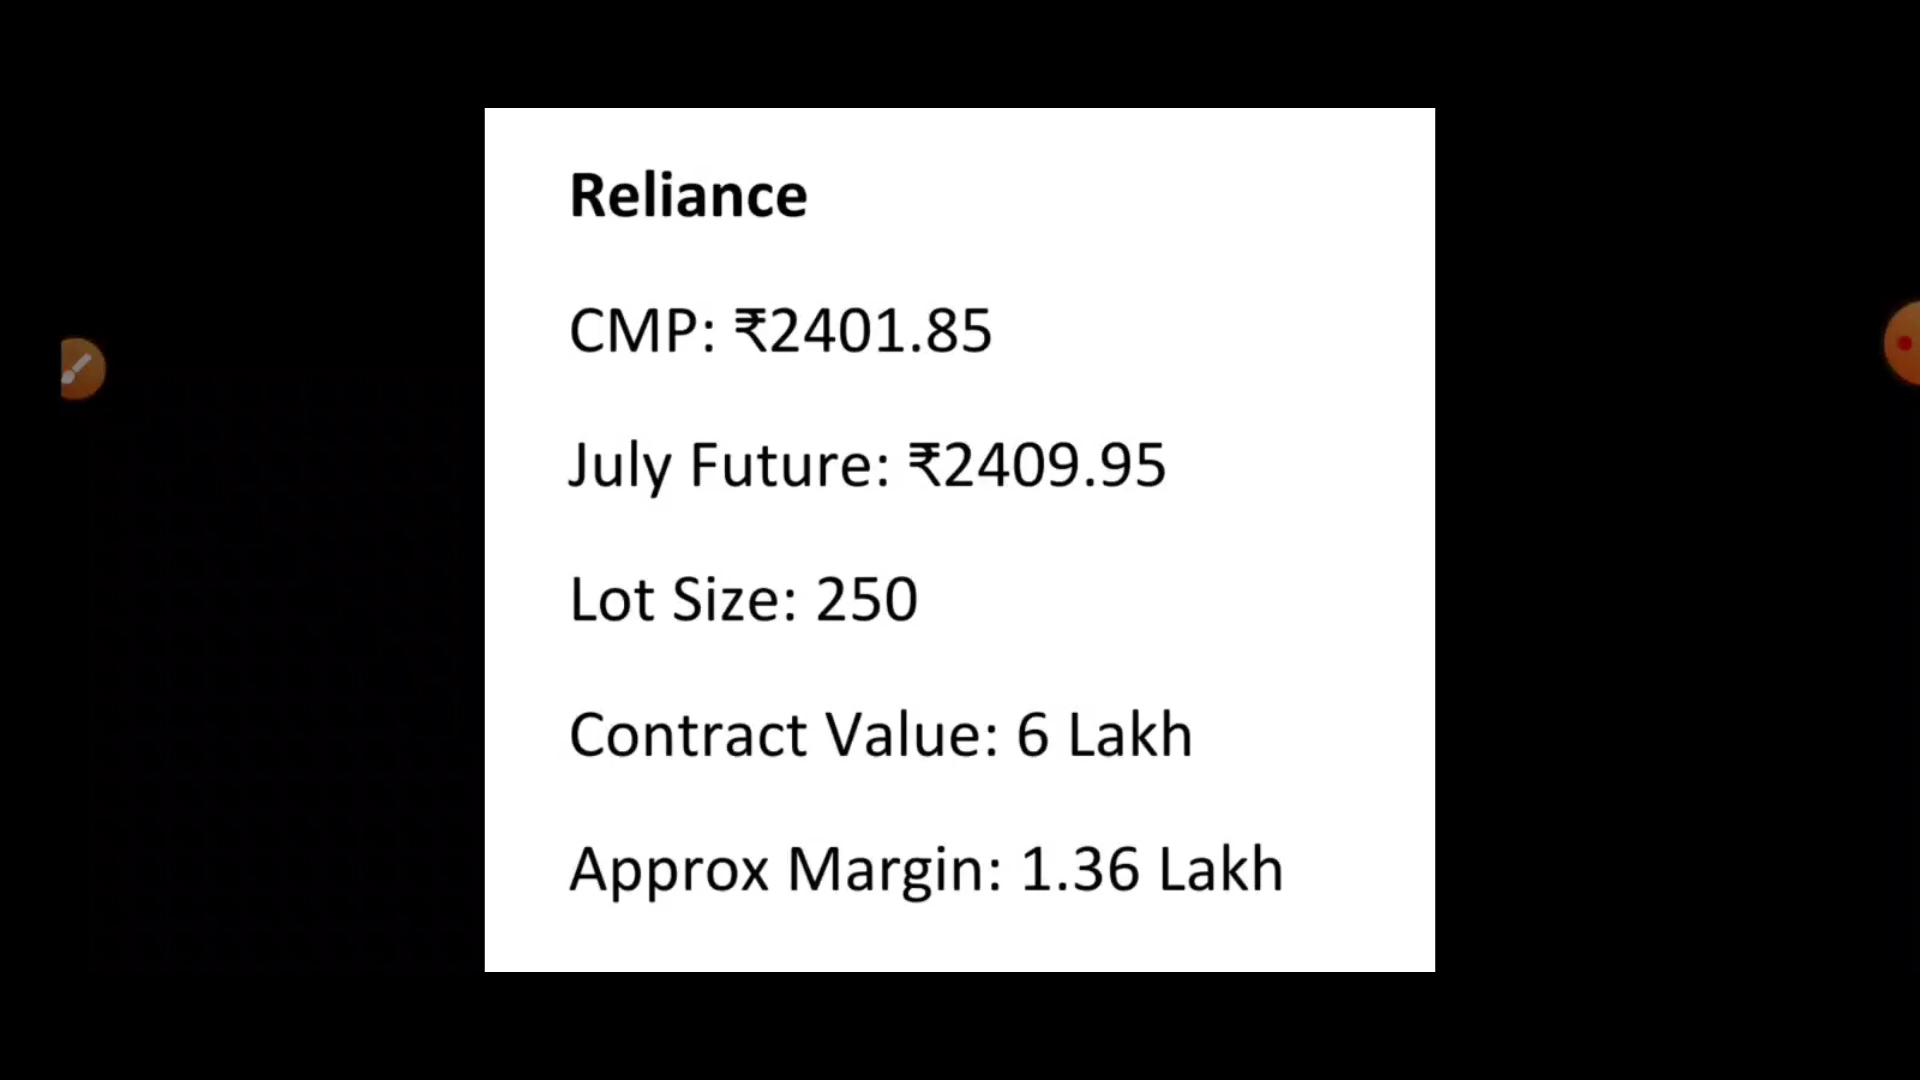 Reliance
CMP: ₹2401.85
July Future: ₹2409.95
Lot Size: 250
Contract Value: 6 Lakh
Approx Margin: 1.36 Lakh